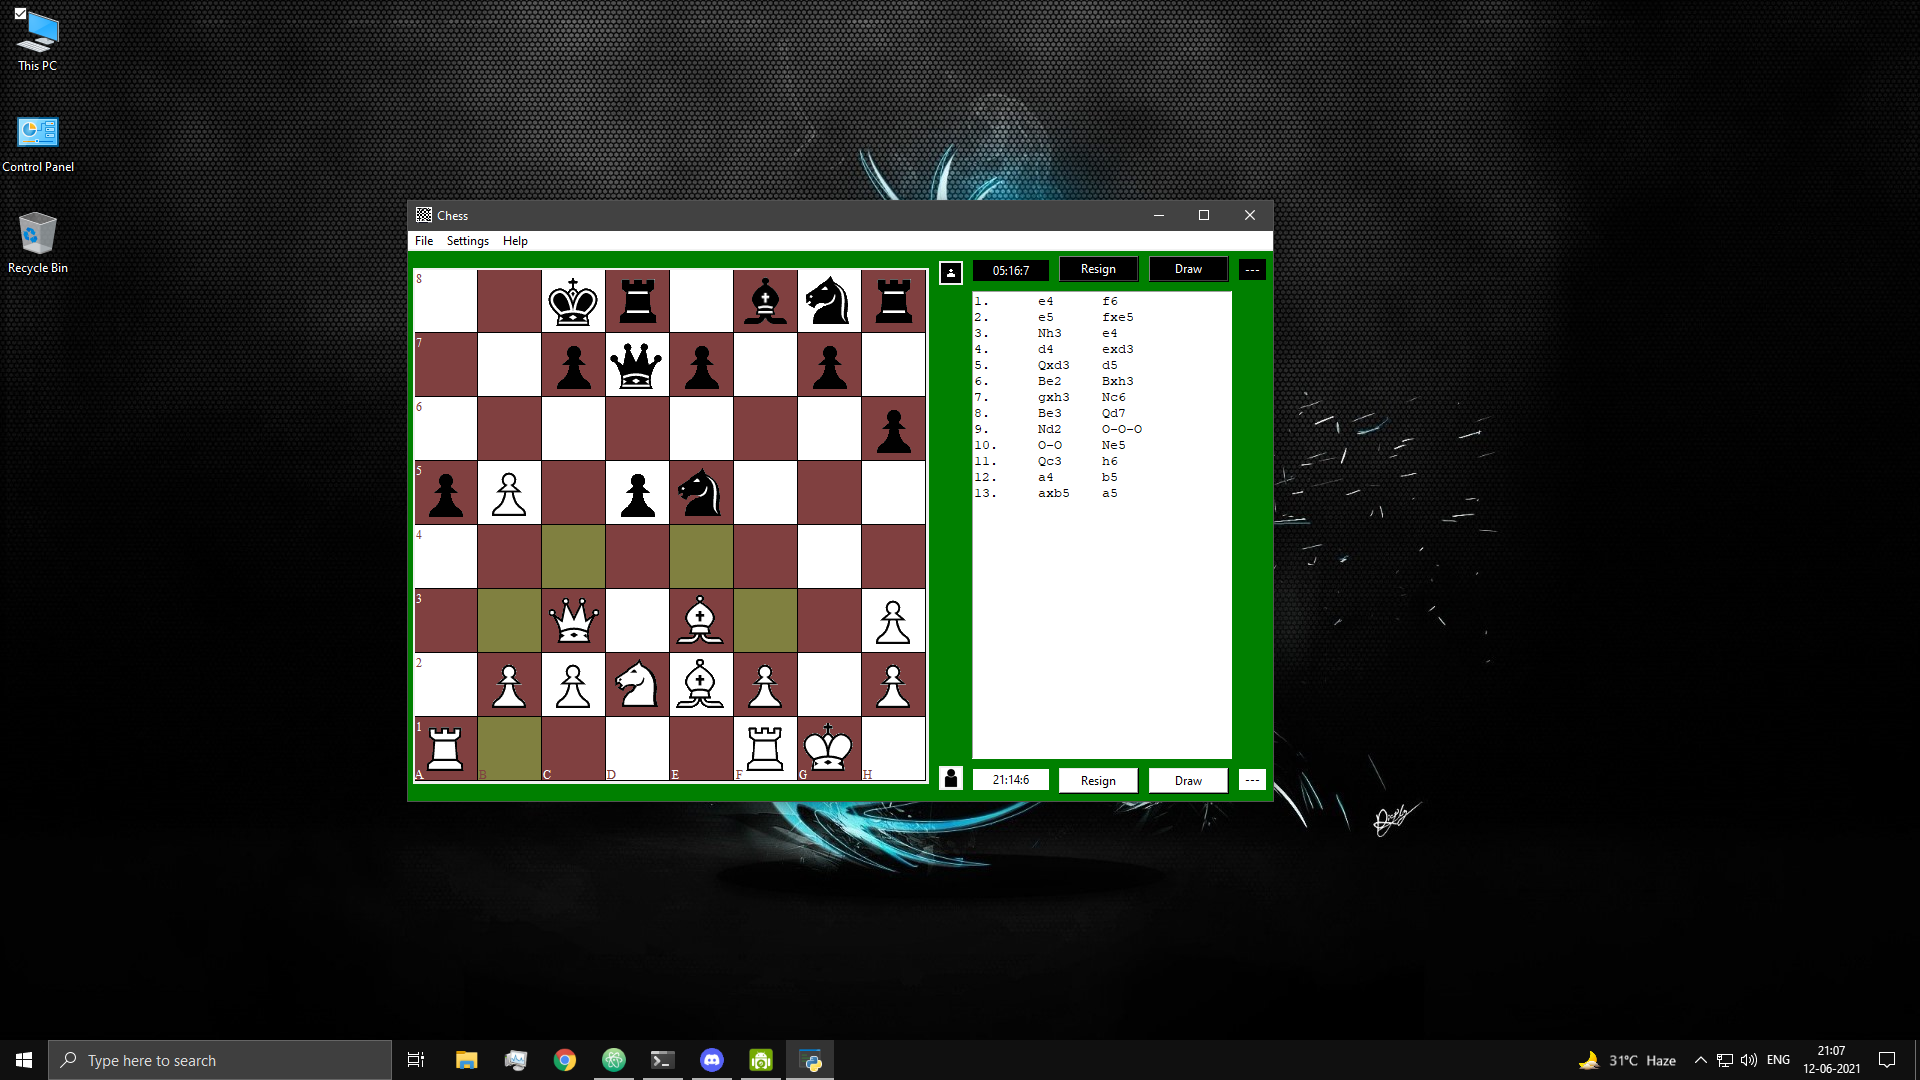 This PC
Control Panel
Recycle Bin
Chess
File Settings Help
05:16:7 Resign Draw ---
1. e4 f6
2. e5 fxe5
3. Nh3 e4
4. d4 exd3
5. Qxd3 d5
6. Be2 Bxh3
7. gxh3 Nc6
8. Be3 Qd7
9. Nd2 O-O-O
10. O-O Ne5
11. Qc3 h6
12. a4 b5
13. axb5 a5
8
7
6
5
4
3
2
1
A B C D E F G H
21:14:6 Resign Draw ---
Type here to search
31°C Haze
ENG
21:07
12-06-2021